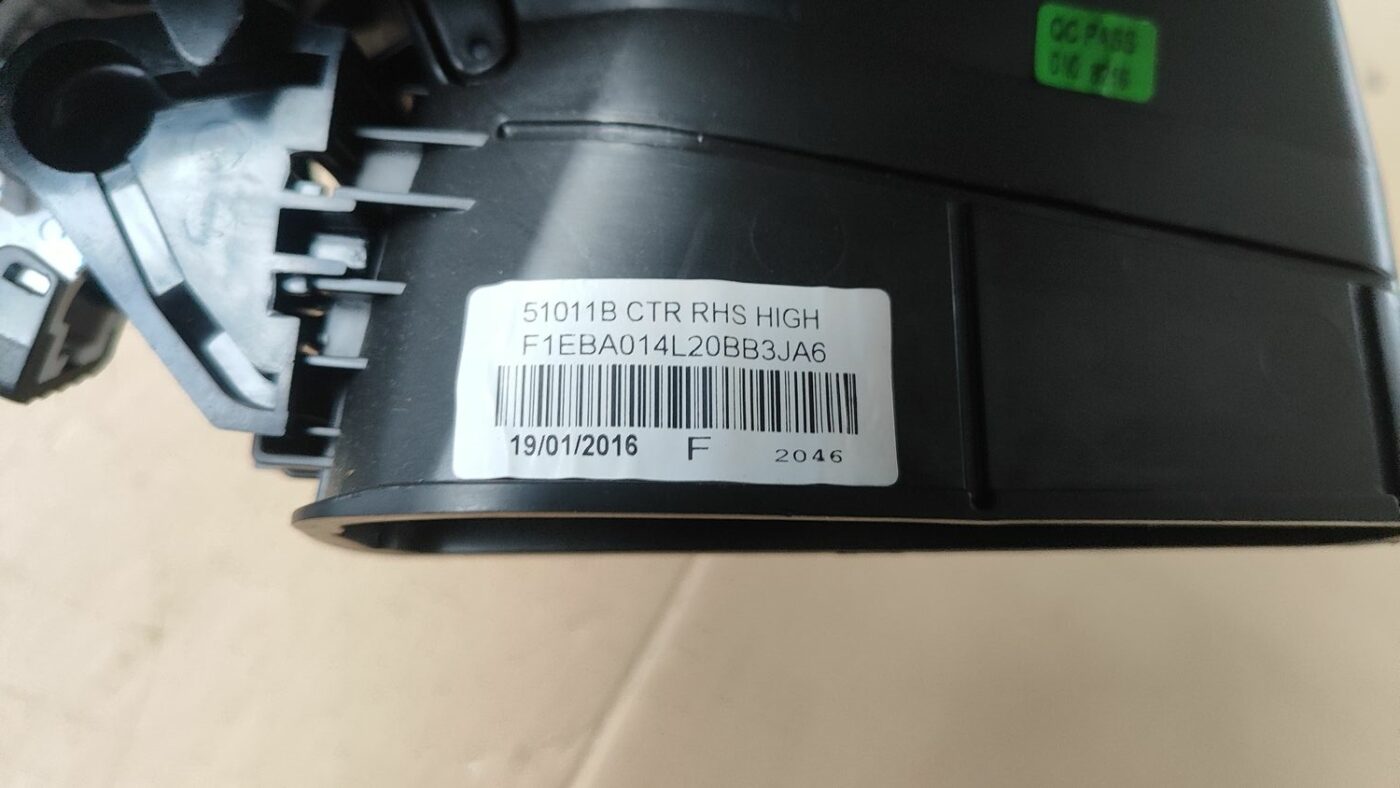 QC PASS
51011B CTR RHS HIGH
F1EBA014L20BB3JA6
19/01/2016 F 2046